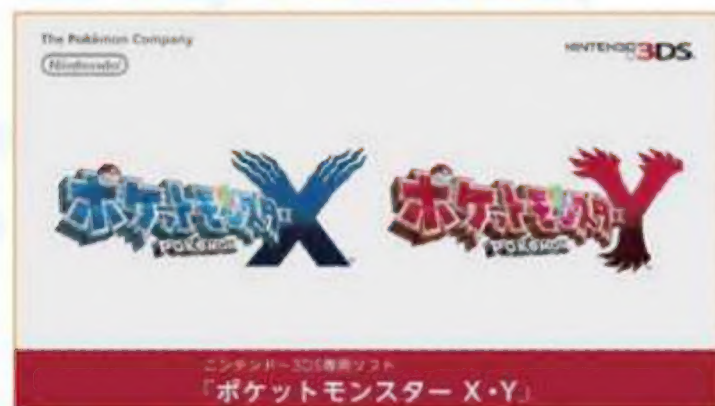 The Pokémon Company
Nintendo
NINTENDO 3DS
ポケットモンスター X
POKÉMON
ポケットモンスター Y
POKÉMON
ニンテンドー3DS専用ソフト
「ポケットモンスター X・Y」